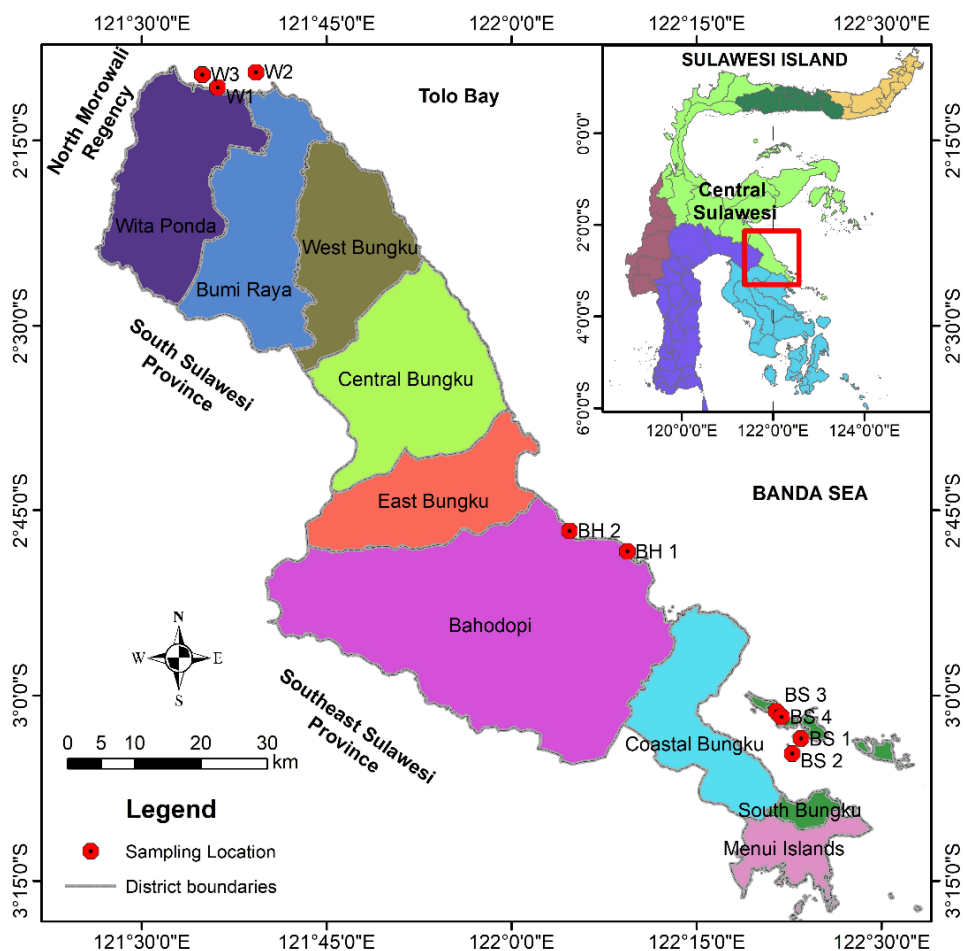 121°30'0"E 121°45'0"E 122°0'0"E 122°15'0"E 122°30'0"E
2°15'0"S
2°30'0"S
2°45'0"S
3°0'0"S
3°15'0"S
North Morowali
Regency
W3
W2
W1
Tolo Bay
Wita Ponda
Bumi Raya
West Bungku
South Sulawesi
Province
Central Bungku
East Bungku
BANDA SEA
BH 2
BH 1
Bahodopi
Southeast Sulawesi
Province
BS 3
BS 4
BS 1
BS 2
Coastal Bungku
South Bungku
Menui Islands
N
W E
S
0 5 10 20 30
km
Legend
Sampling Location
District boundaries
SULAWESI ISLAND
Central
Sulawesi
0°0'0"
2°0'0"S
4°0'0"S
6°0'0"S
120°0'0"E 122°0'0"E 124°0'0"E
2°15'0"S
2°30'0"S
2°45'0"S
3°0'0"S
3°15'0"S
121°30'0"E 121°45'0"E 122°0'0"E 122°15'0"E 122°30'0"E